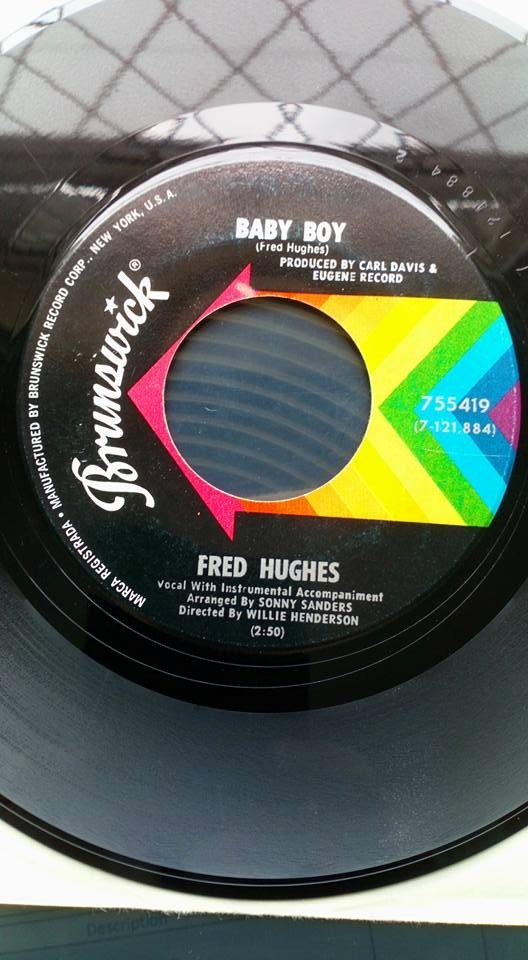 BABY BOY
(Fred Hughes)
PRODUCED BY CARL DAVIS &
EUGENE RECORD
Brunswick®
MARCA REGISTRADA • MANUFACTURED BY BRUNSWICK RECORD CORP., NEW YORK, U.S.A.
755419
(7-121,884)
FRED HUGHES
Vocal With Instrumental Accompaniment
Arranged By SONNY SANDERS
Directed By WILLIE HENDERSON
(2:50)
Description